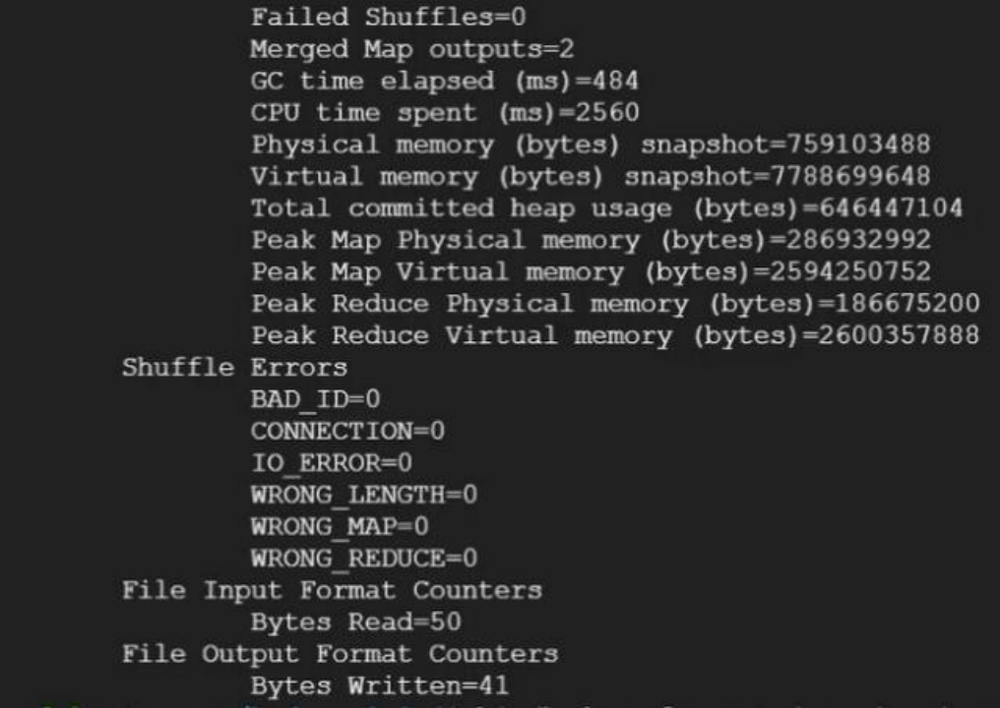 Failed Shuffles=0
Merged Map outputs=2
GC time elapsed (ms)=484
CPU time spent (ms)=2560
Physical memory (bytes) snapshot=759103488
Virtual memory (bytes) snapshot=7788699648
Total committed heap usage (bytes)=646447104
Peak Map Physical memory (bytes)=286932992
Peak Map Virtual memory (bytes)=2594250752
Peak Reduce Physical memory (bytes)=186675200
Peak Reduce Virtual memory (bytes)=2600357888
Shuffle Errors
BAD_ID=0
CONNECTION=0
IO_ERROR=0
WRONG_LENGTH=0
WRONG_MAP=0
WRONG_REDUCE=0
File Input Format Counters
Bytes Read=50
File Output Format Counters
Bytes Written=41